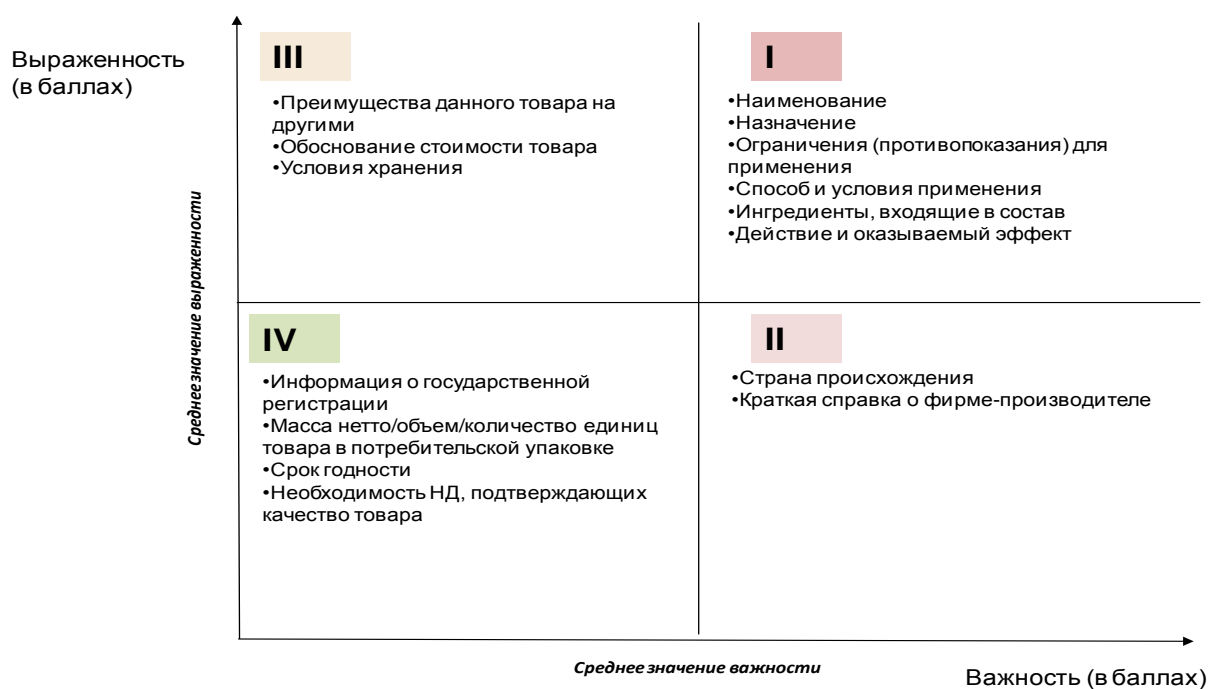 Выраженность
(в баллах)
III
•Преимущества данного товара на
другими
•Обоснование стоимости товара
•Условия хранения
I
•Наименование
•Назначение
•Ограничения (противопоказания) для
применения
•Способ и условия применения
•Ингредиенты, входящие в состав
•Действие и оказываемый эффект
Среднее значение выраженности
IV
•Информация о государственной
регистрации
•Масса нетто/объем/количество единиц
товара в потребительской упаковке
•Срок годности
•Необходимость НД, подтверждающих
качество товара
II
•Страна происхождения
•Краткая справка о фирме-производителе
Среднее значение важности
Важность (в баллах)